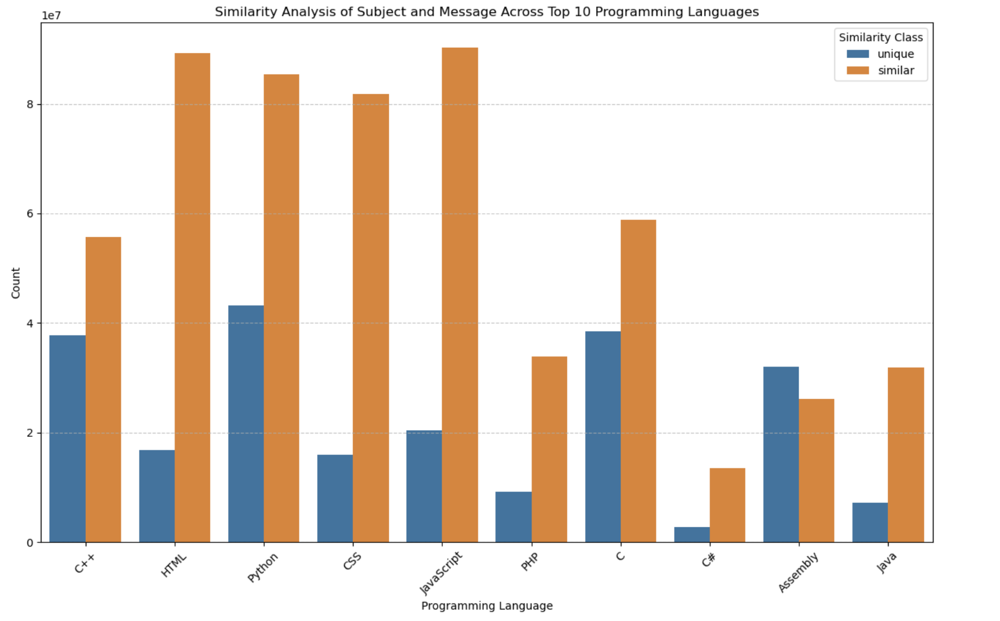 Similarity Analysis of Subject and Message Across Top 10 Programming Languages
1e7
Similarity Class
unique
similar
8
6
4
2
0
Count
C++
HTML
Python
CSS
JavaScript
PHP
C
C#
Assembly
Java
Programming Language